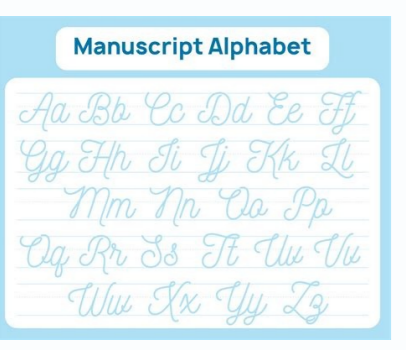 Manuscript Alphabet
Aa Bb Cc Dd Ee Ff
Gg Hh Ii Jj Kk Ll
Mm Nn Oo Pp
Qq Rr Ss Tt Uu Vv
Ww Xx Yy Zz